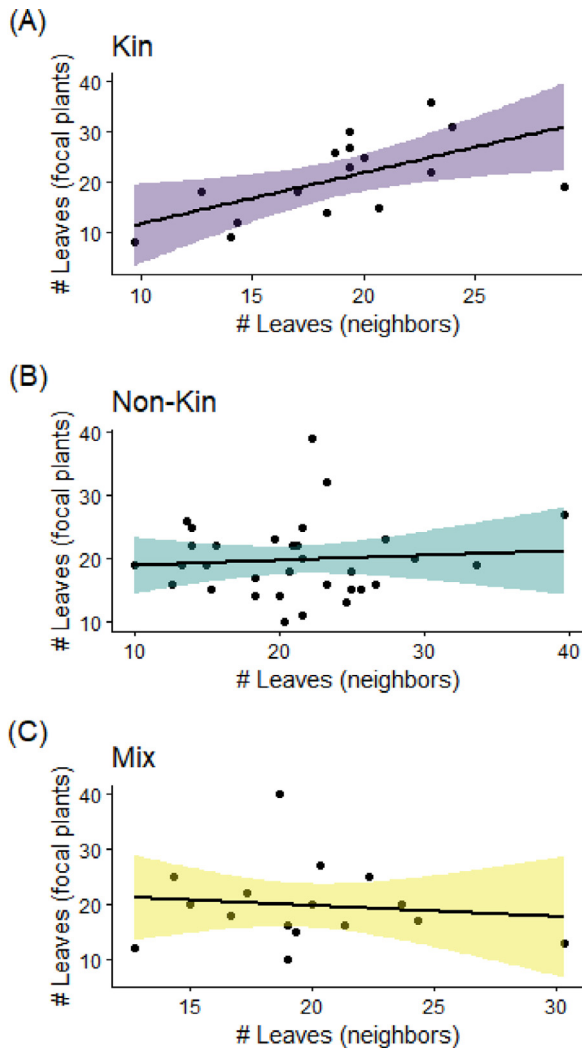 (A)
Kin
# Leaves (focal plants)
40
30
20
10
10 15 20 25
# Leaves (neighbors)
(B)
Non-Kin
# Leaves (focal plants)
40
30
20
10
10 20 30 40
# Leaves (neighbors)
(C)
Mix
# Leaves (focal plants)
40
30
20
10
15 20 25 30
# Leaves (neighbors)